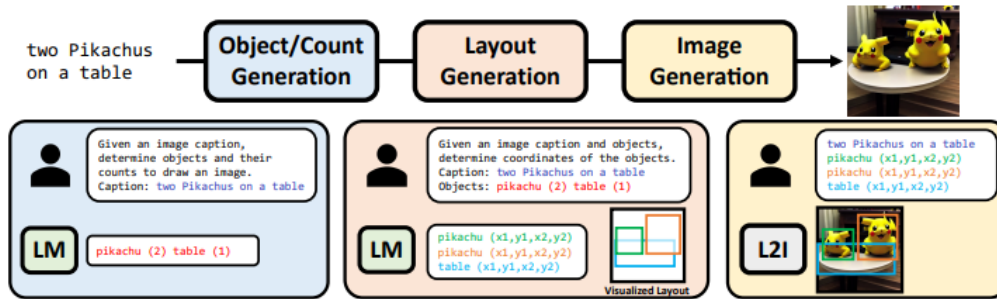 two Pikachus
on a table
Object/Count
Generation
Layout
Generation
Image
Generation
Given an image caption,
determine objects and their
counts to draw an image.
Caption: two Pikachus on a table
LM
pikachu (2) table (1)
Given an image caption and objects,
determine coordinates of the objects.
Caption: two Pikachus on a table
Objects: pikachu (2) table (1)
LM
pikachu (x1,y1,x2,y2)
pikachu (x1,y1,x2,y2)
table (x1,y1,x2,y2)
Visualized Layout
two Pikachus on a table
pikachu (x1,y1,x2,y2)
pikachu (x1,y1,x2,y2)
table (x1,y1,x2,y2)
L2I